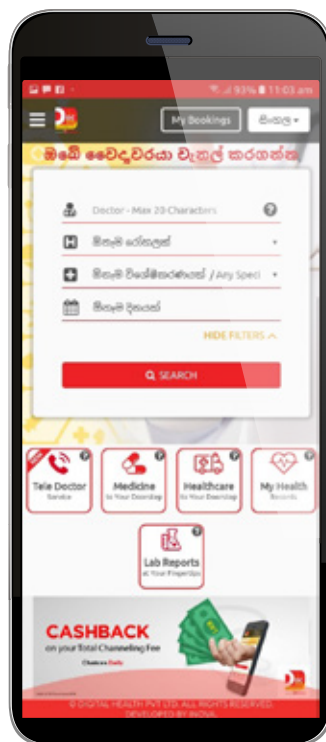 93% 11:03 am
My Bookings
සිංහල
ඔබේ වෛද්‍යවරයා චැනල් කරගන්න
Doctor - Max 20 Characters
ඕනෑම රෝහලක්
ඕනෑම විශේෂිකරණයක් / Any Speci
ඕනෑම දිනයක්
HIDE FILTERS
SEARCH
Tele Doctor
Service
Medicine
to Your Doorstep
Healthcare
to Your Doorstep
My Health
Records
Lab Reports
at Your Fingertips
CASHBACK
on your Total Channeling Fee
Chances Daily
© DIGITAL HEALTH PVT LTD. ALL RIGHTS RESERVED.
DEVELOPED BY INOVA.